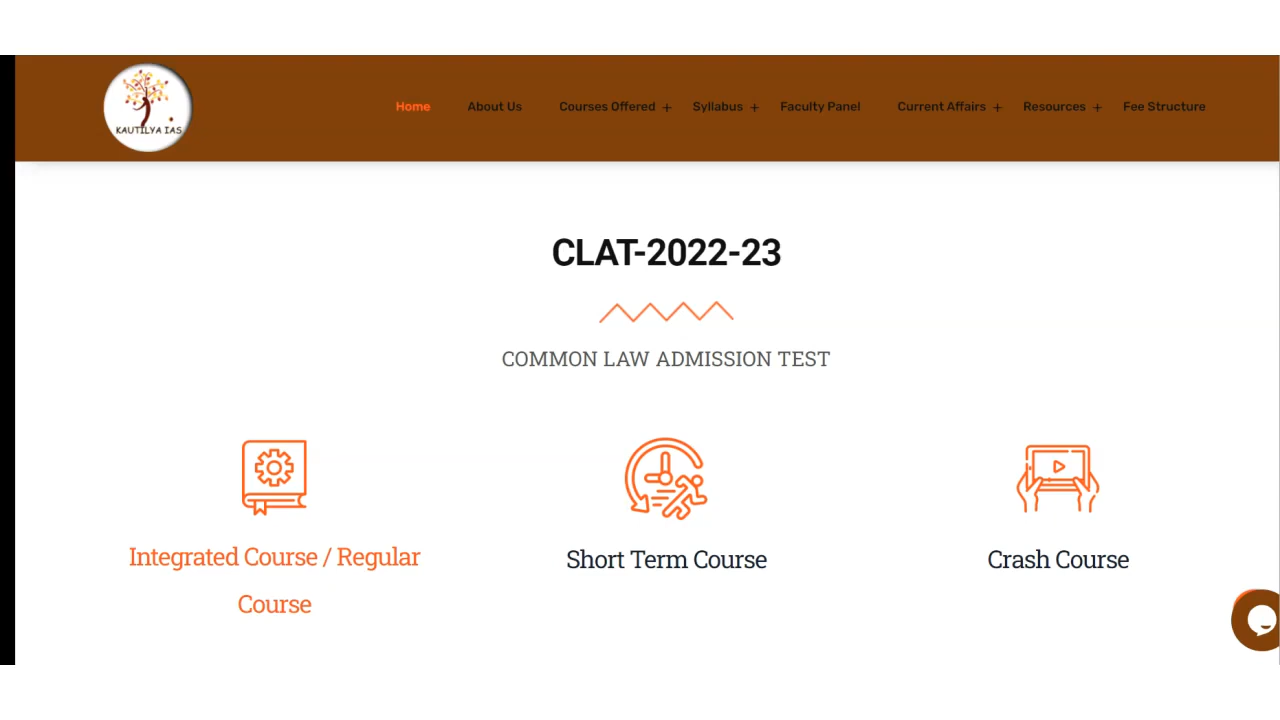 KAUTILYA IAS
Home About Us Courses Offered + Syllabus + Faculty Panel Current Affairs + Resources + Fee Structure
CLAT-2022-23
COMMON LAW ADMISSION TEST
Integrated Course / Regular
Course
Short Term Course
Crash Course